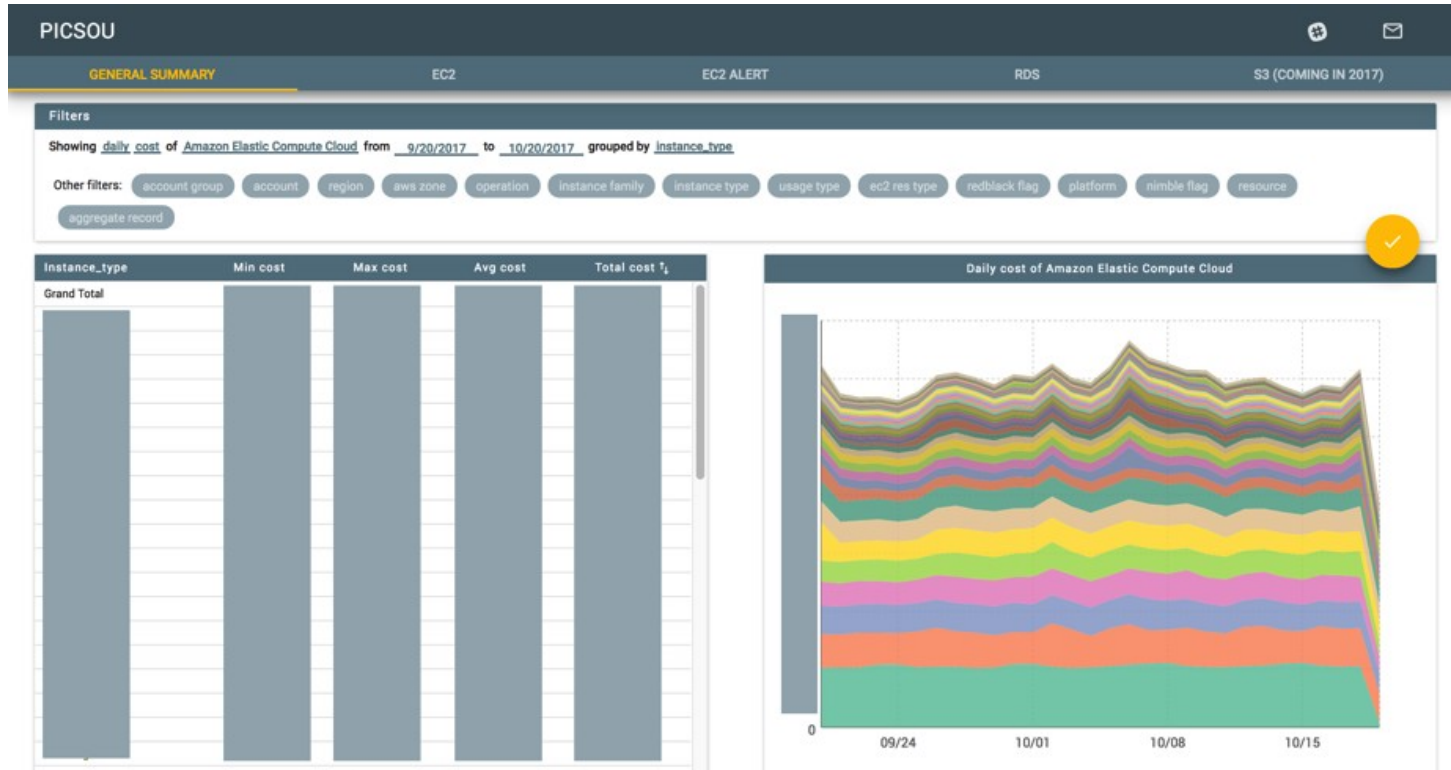 PICSOU
GENERAL SUMMARY EC2 EC2 ALERT RDS S3 (COMING IN 2017)
Filters
Showing daily cost of Amazon Elastic Compute Cloud from 9/20/2017 to 10/20/2017 grouped by instance_type
Other filters: account group account region aws zone operation instance family instance type usage type ec2 res type redblack flag platform nimble flag resource
aggregate record
Instance_type Min cost Max cost Avg cost Total cost
Grand Total
Daily cost of Amazon Elastic Compute Cloud
0
09/24 10/01 10/08 10/15